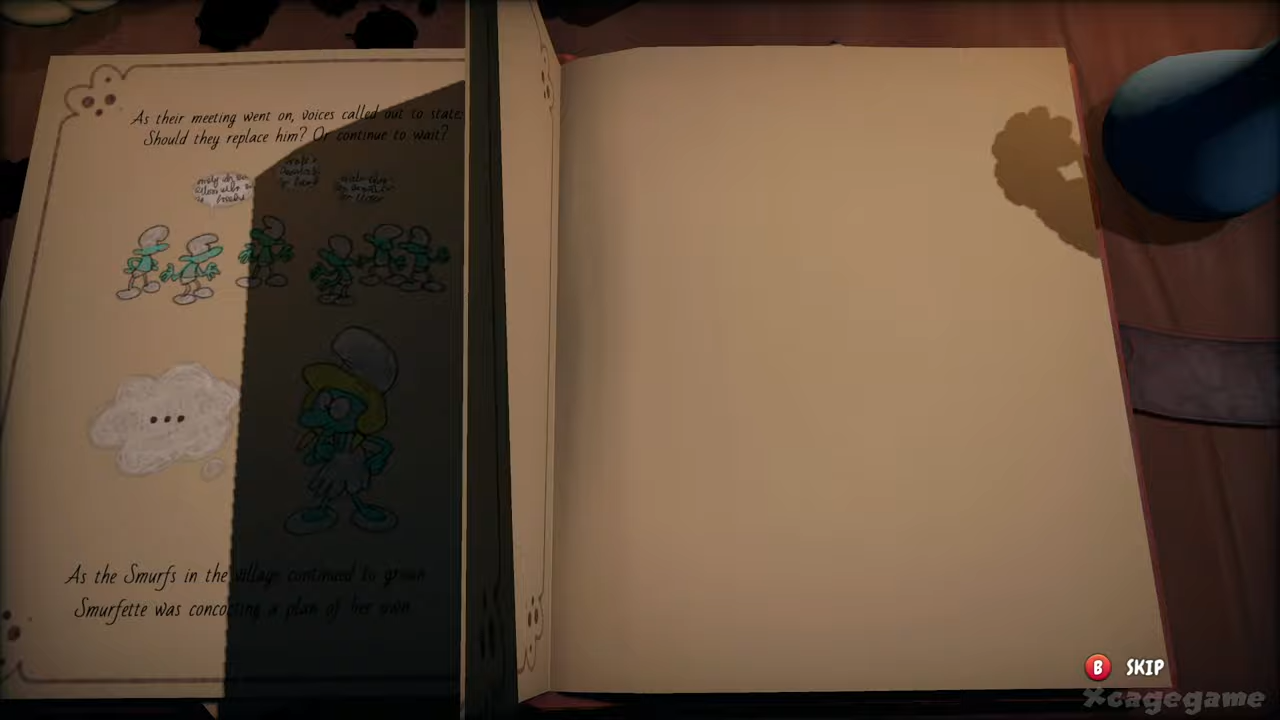 As their meeting went on, voices called out to state:
Should they replace him? Or continue to wait?
...
As the Smurfs in the village continued to groan
Smurfette was concocting a plan of her own
B SKIP
Xcagegame